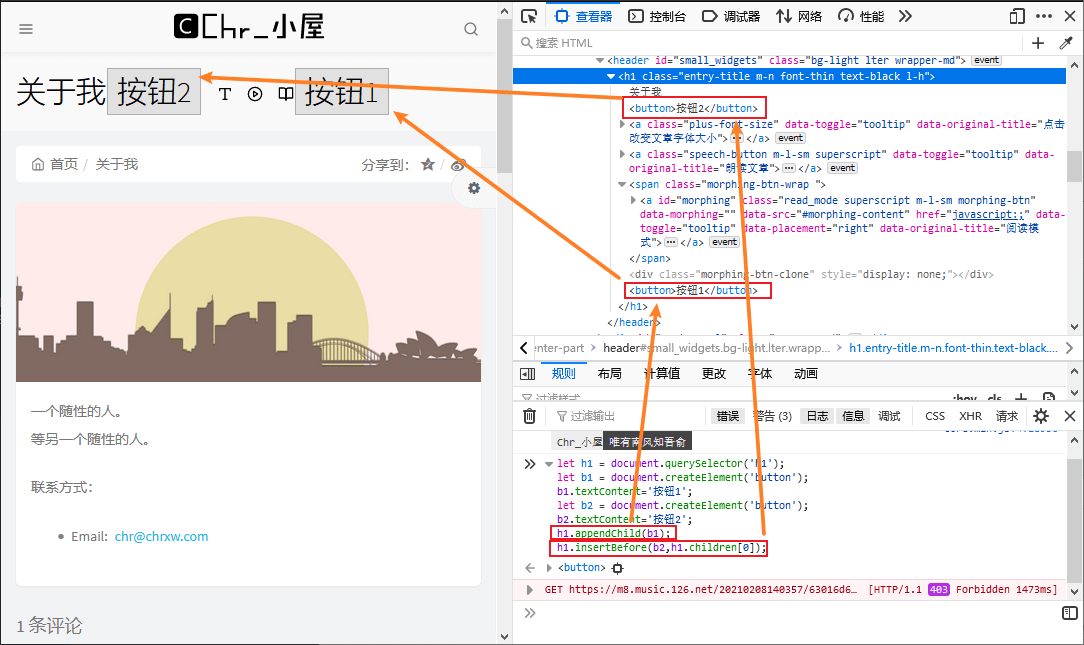 Chr_小屋
关于我 按钮2 T 按钮1
首页 / 关于我 分享到: /
一个随性的人。
等另一个随性的人。
联系方式:
Email: chr@chrxw.com
1 条评论
查看器 控制台 调试器 网络 性能
搜索 HTML
<header id="small_widgets" class="bg-light lter wrapper-md"> event
<h1 class="entry-title m-n font-thin text-black l-h">
关于我
<button>按钮2</button>
<a class="plus-font-size" data-toggle="tooltip" data-original-title="点击
改变文章字体大小"></a> event
<a class="speech-button m-l-sm superscript" data-toggle="tooltip" data-
original-title="朗读文章"></a> event
<span class="morphing-btn-wrap ">
<a id="morphing" class="read_mode superscript m-l-sm morphing-btn"
data-morphing="" data-src="#morphing-content" href="javascript:;" data-
toggle="tooltip" data-placement="right" data-original-title="阅读模
式"></a> event
</span>
<div class="morphing-btn-clone" style="display: none;"></div>
<button>按钮1</button>
</h1>
</header>
enter-part header#small_widgets.bg-light.lter.wrapp... h1.entry-title.m-n.font-thin.text-black....
规则 布局 计算值 更改 字体 动画
过滤样式 :hov .cls
过滤输出 错误 警告 (3) 日志 信息 调试 CSS XHR 请求
Chr_小屋 唯有南风知吾俞
let h1 = document.querySelector('h1');
let b1 = document.createElement('button');
b1.textContent='按钮1';
let b2 = document.createElement('button');
b2.textContent='按钮2';
h1.appendChild(b1);
h1.insertBefore(b2,h1.children[0]);
<button>
GET https://m8.music.126.net/20210208140357/63016d6… [HTTP/1.1 403 Forbidden 1473ms]